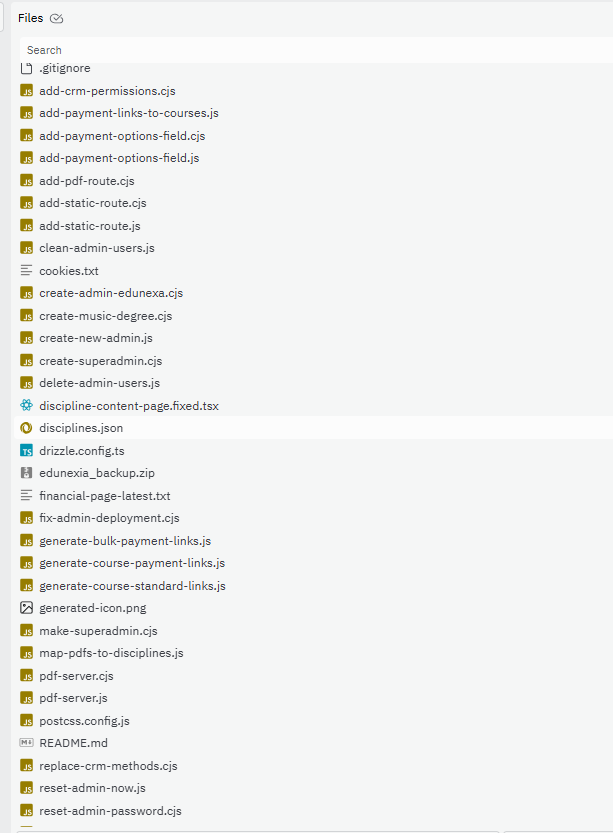 Files
Search
.gitignore
add-crm-permissions.cjs
add-payment-links-to-courses.js
add-payment-options-field.cjs
add-payment-options-field.js
add-pdf-route.cjs
add-static-route.cjs
add-static-route.js
clean-admin-users.js
cookies.txt
create-admin-edunexa.cjs
create-music-degree.cjs
create-new-admin.js
create-superadmin.cjs
delete-admin-users.js
discipline-content-page.fixed.tsx
disciplines.json
drizzle.config.ts
edunexia_backup.zip
financial-page-latest.txt
fix-admin-deployment.cjs
generate-bulk-payment-links.js
generate-course-payment-links.js
generate-course-standard-links.js
generated-icon.png
make-superadmin.cjs
map-pdfs-to-disciplines.js
pdf-server.cjs
pdf-server.js
postcss.config.js
README.md
replace-crm-methods.cjs
reset-admin-now.js
reset-admin-password.cjs